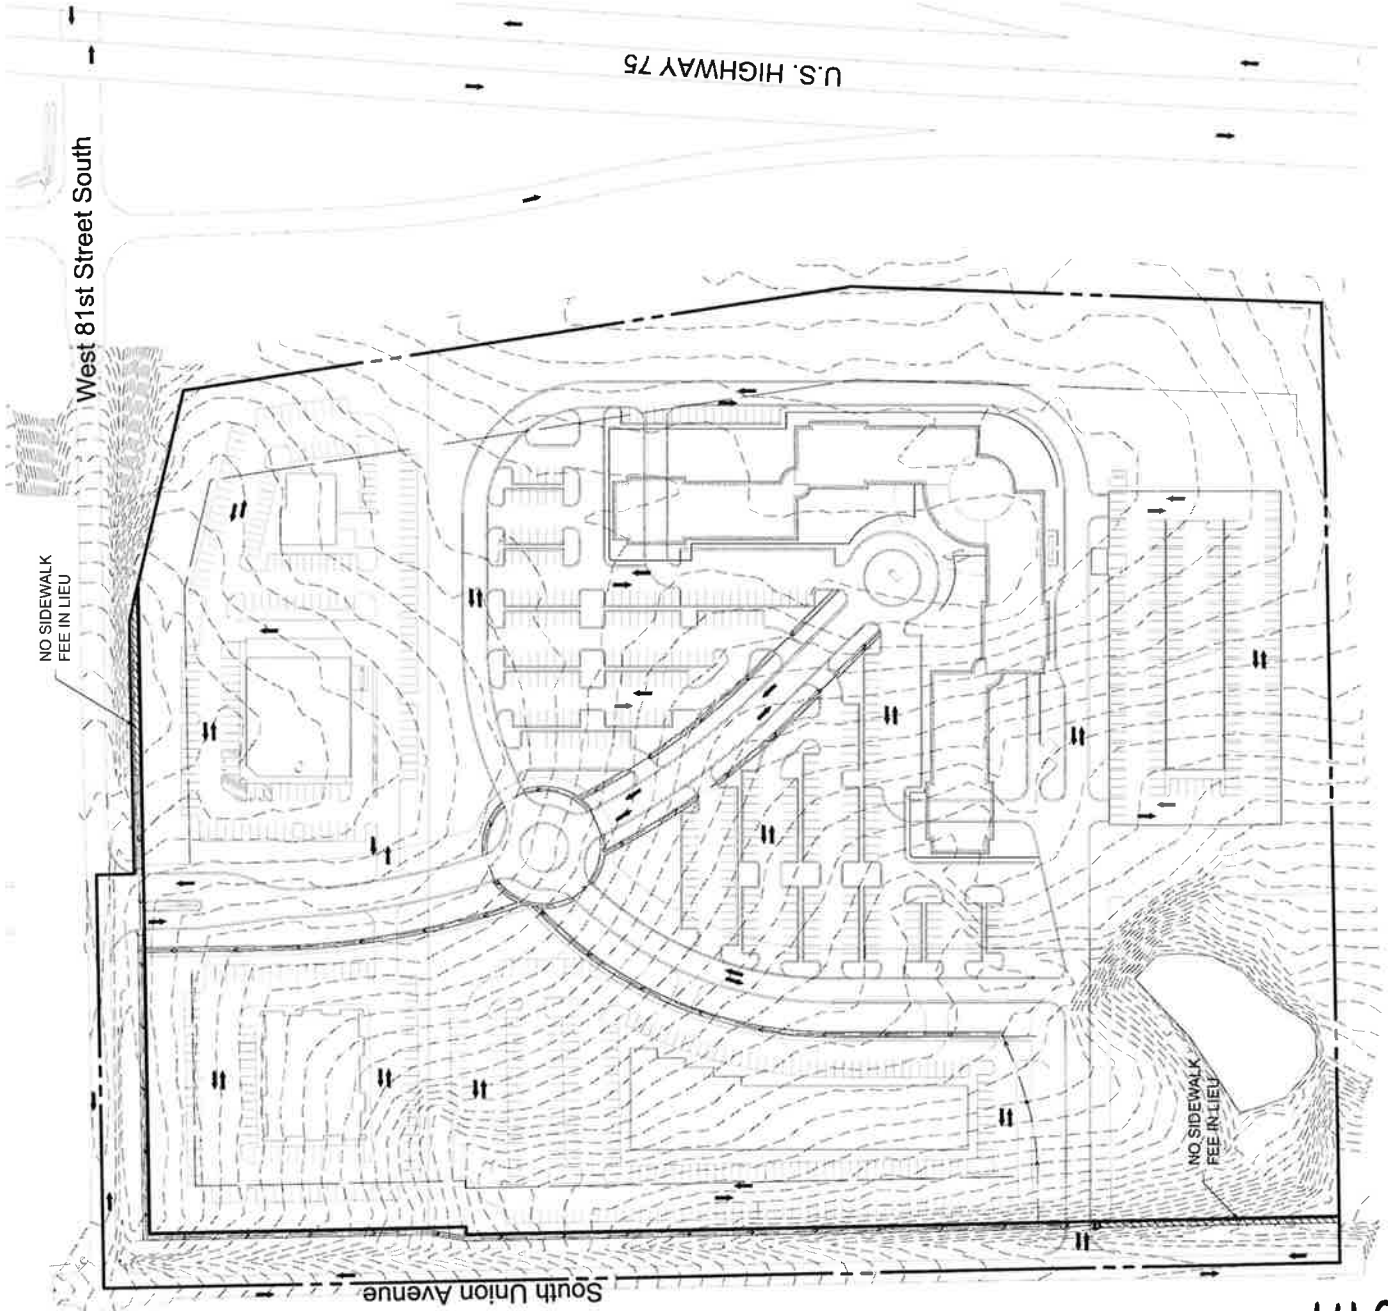 U.S. HIGHWAY 75
West 81st Street South
NO SIDEWALK
FEE IN LIEU
NO SIDEWALK
FEE IN LIEU
South Union Avenue